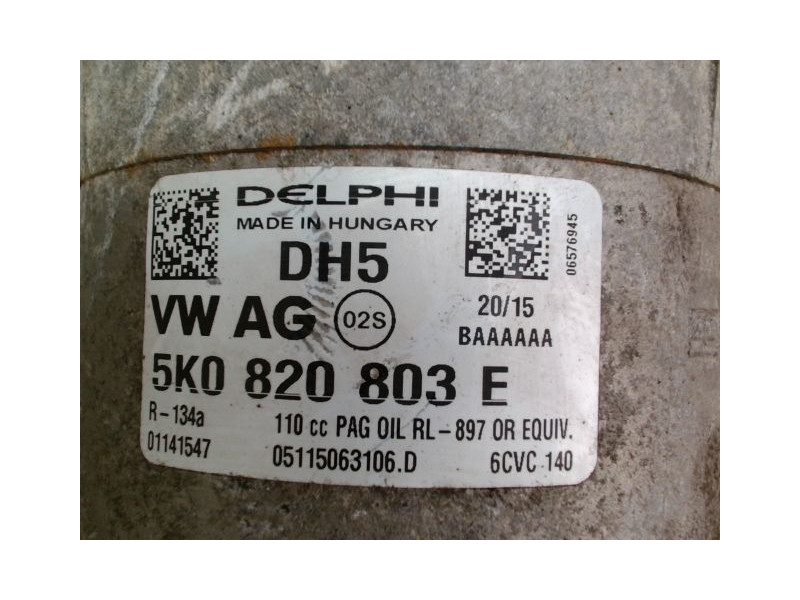 DELPHI
MADE IN HUNGARY
DH5
06576945
VW AG 02S
20/15
BAAAAAA
5K0 820 803 E
R-134a
110 cc PAG OIL RL-897 OR EQUIV.
01141547
05115063106.D
6CVC 140